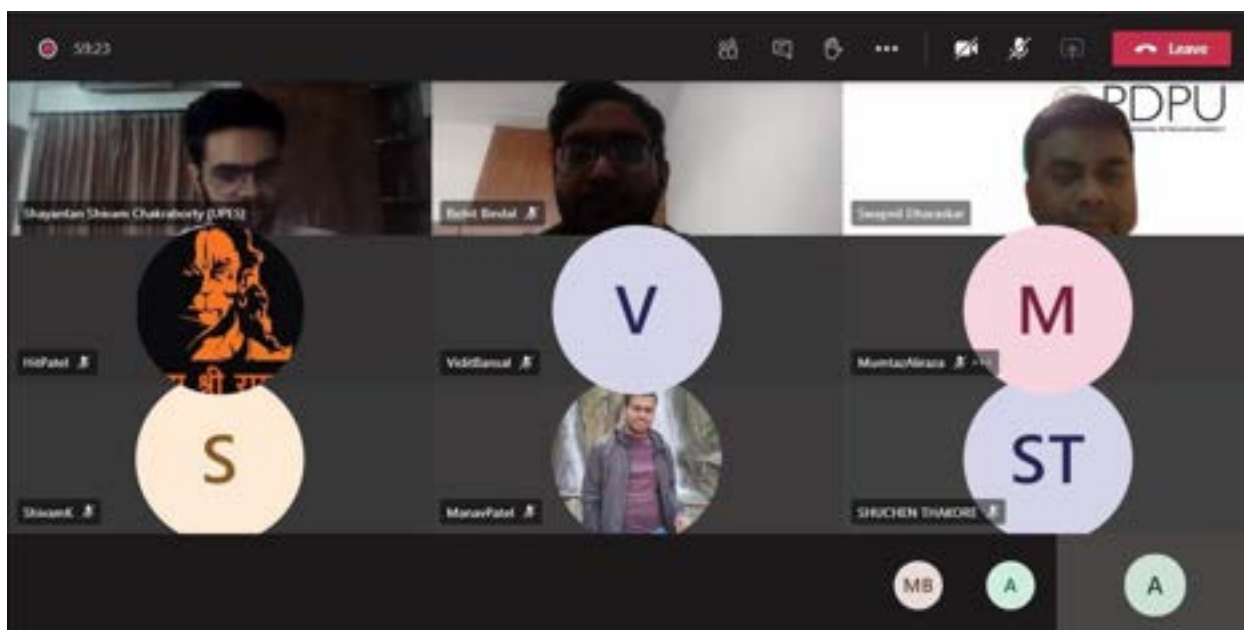 59:23
Leave
PDPU
Shayantan Shivam Chakraborty (UPES)
Rohit Bindal
Swapnil Dharaskar
HitPatel
श्री
V
ViditBansal
M
MumtazAliraza
S
ShivamK
ManavPatel
ST
SHUCHEN THAKORE
MB
A
A